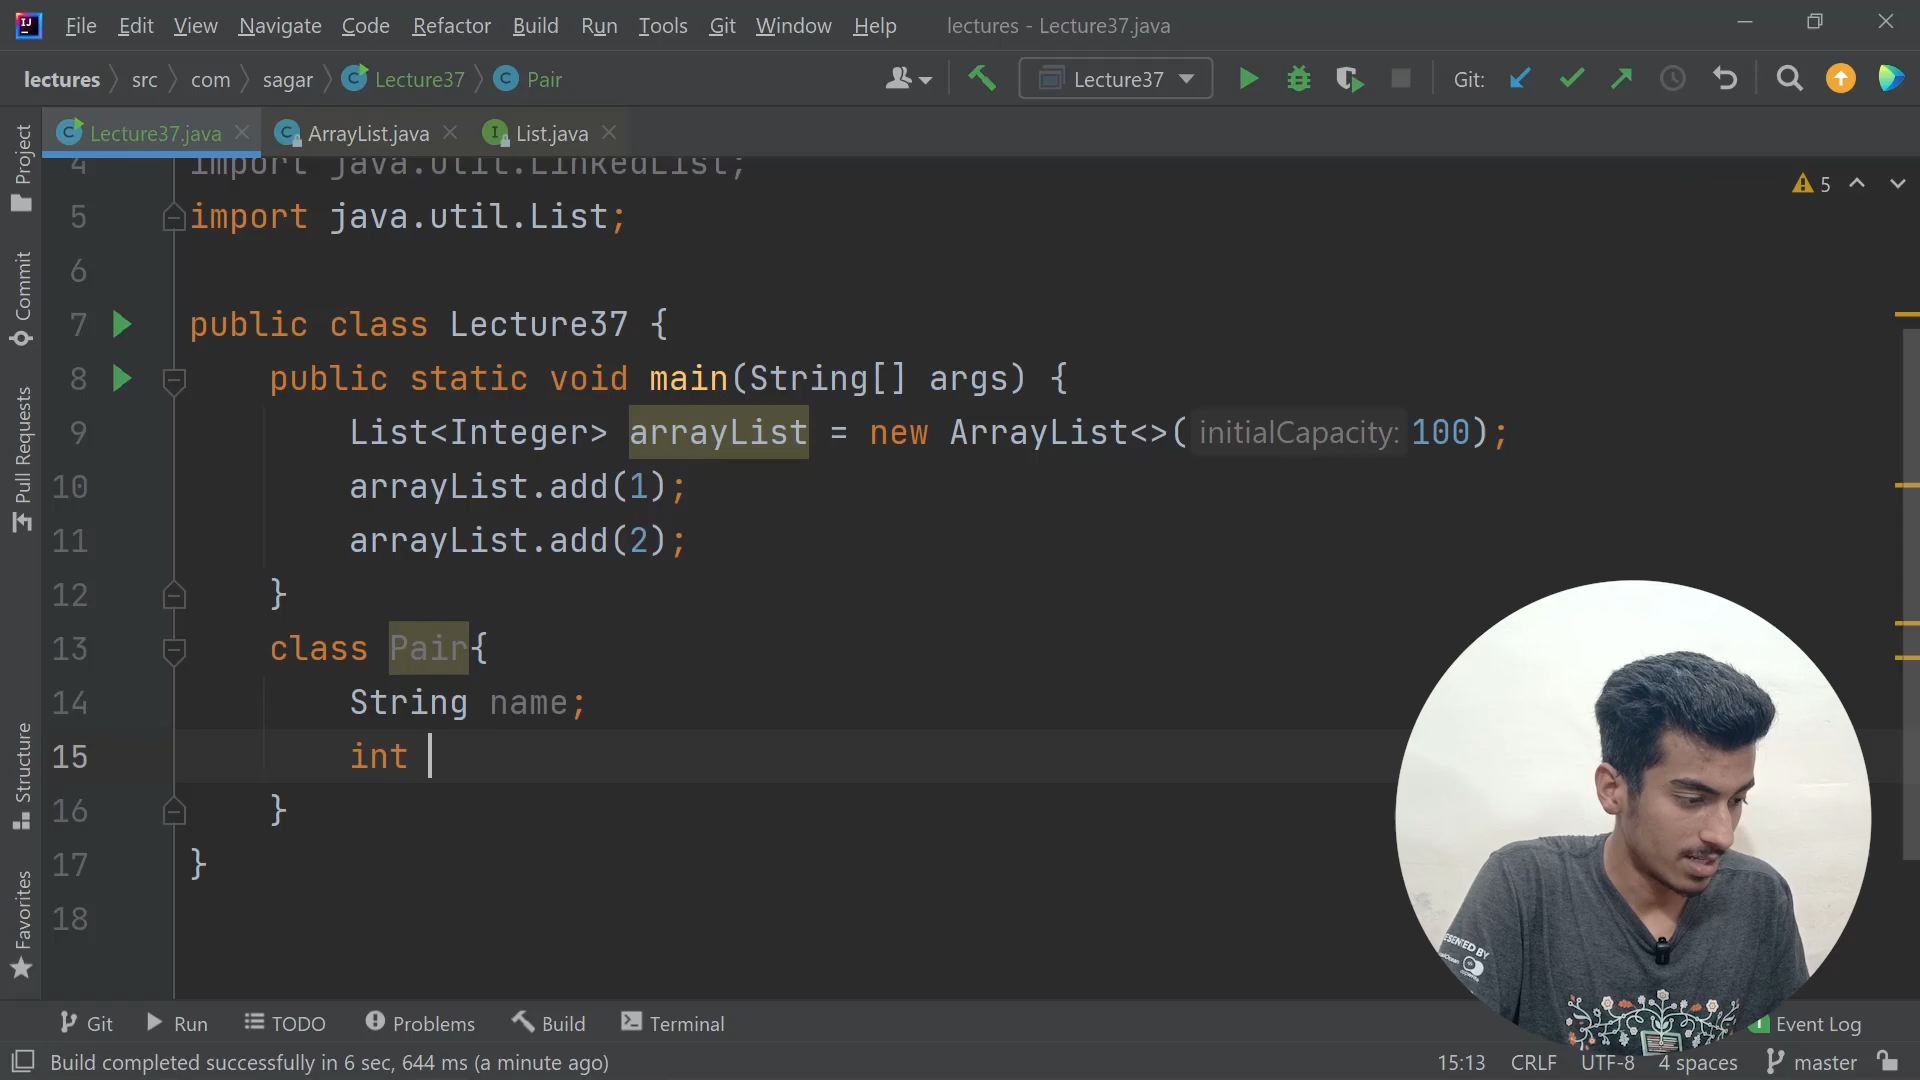 File Edit View Navigate Code Refactor Build Run Tools Git Window Help lectures - Lecture37.java
lectures src com sagar Lecture37 Pair Lecture37 Git:
Lecture37.java ArrayList.java List.java
4 import java.util.LinkedList;
5 import java.util.List;
5
6
7 public class Lecture37 {
8 public static void main(String[] args) {
9 List<Integer> arrayList = new ArrayList<>( initialCapacity: 100);
10 arrayList.add(1);
11 arrayList.add(2);
12 }
13 class Pair{
14 String name;
15 int
16 }
17 }
18
Project
Commit
Pull Requests
Structure
Favorites
Git Run TODO Problems Build Terminal Event Log
Build completed successfully in 6 sec, 644 ms (a minute ago) 15:13 CRLF UTF-8 4 spaces master